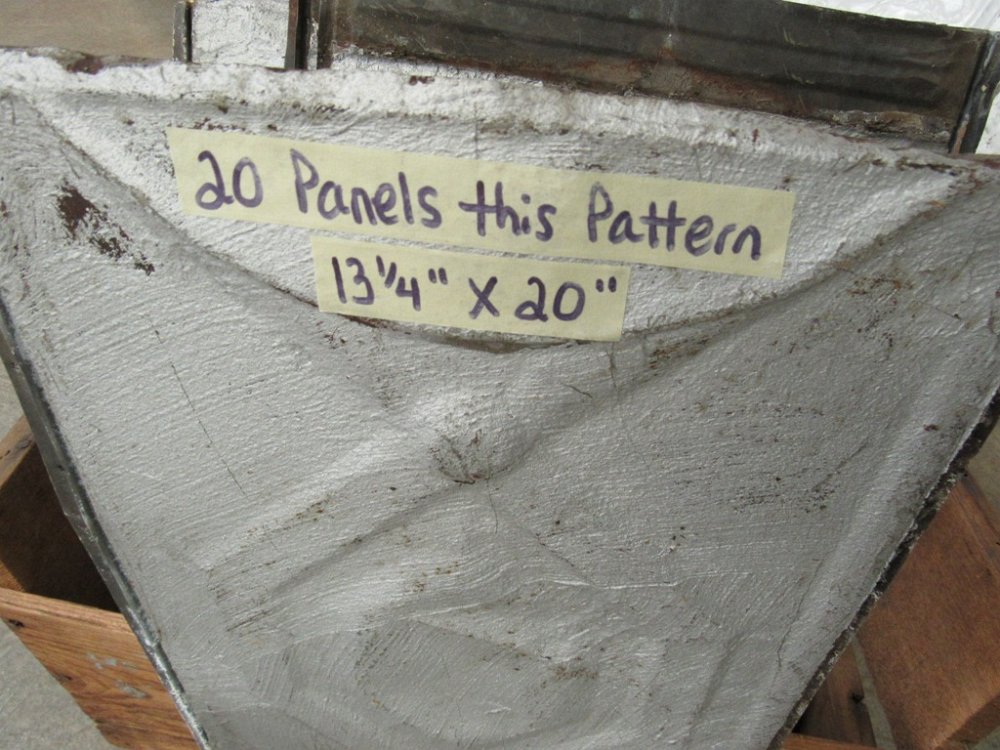 20 Panels this Pattern
13 1/4" X 20"